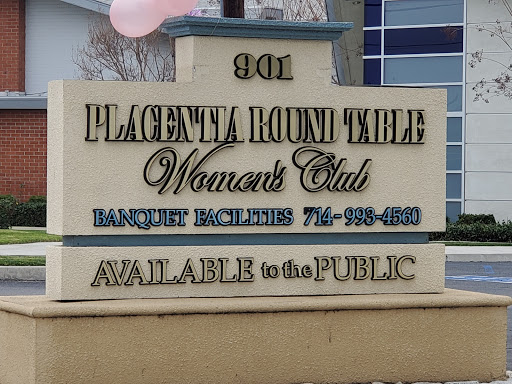 901
PLACENTIA ROUND TABLE
Women's Club
BANQUET FACILITIES 714-993-4560
AVAILABLE to the PUBLIC